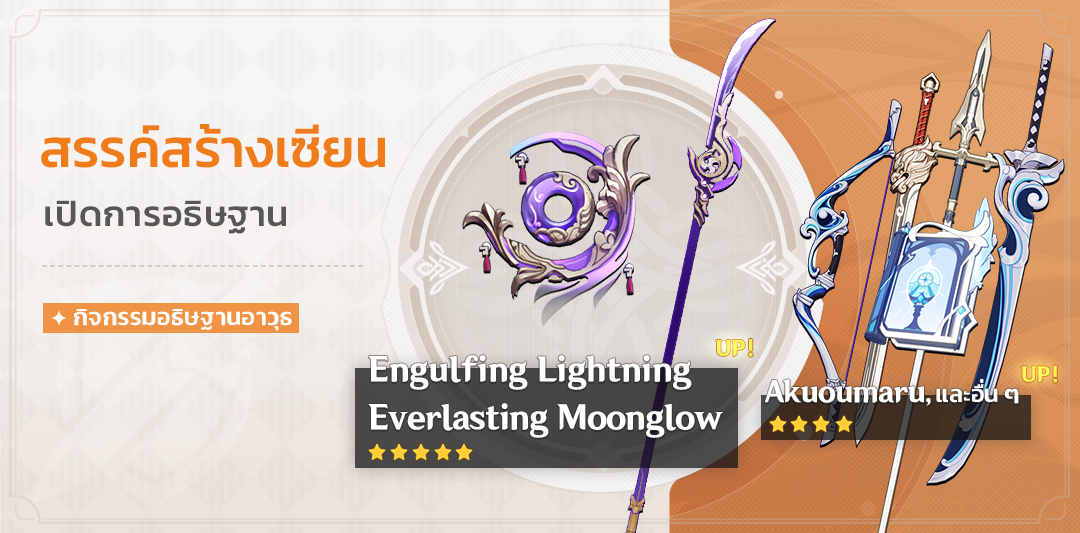 สรรค์สร้างเซียน
เปิดการอธิษฐาน
กิจกรรมอธิษฐานอาวุธ
UP!
Engulfing Lightning
Everlasting Moonglow
UP!
Akuoumaru, และอื่น ๆ